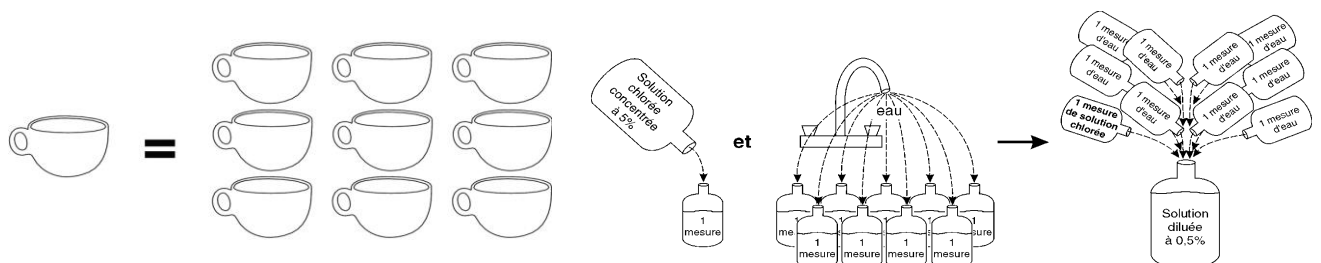 Solution
chlorée
concentrée
à 5%
1
mesure
et
eau
1
mesure
1
mesure
1
mesure
1
mesure
1 mesur
d'eau
1 mesure
d'eau
1 mesure
d'eau
1 mesure
d'eau
1 mesure
de solution
chlorée
1 mesure
d'eau
1 mesure
d'eau
1 mesure
d'eau
1 mesure
d'eau
1 mesure
d'eau
Solution
diluée
à 0,5%